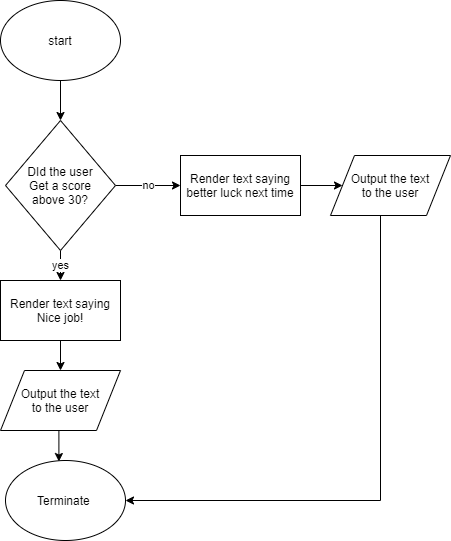 start
DId the user
Get a score
above 30?
no
Render text saying
better luck next time
Output the text
to the user
yes
Render text saying
Nice job!
Output the text
to the user
Terminate